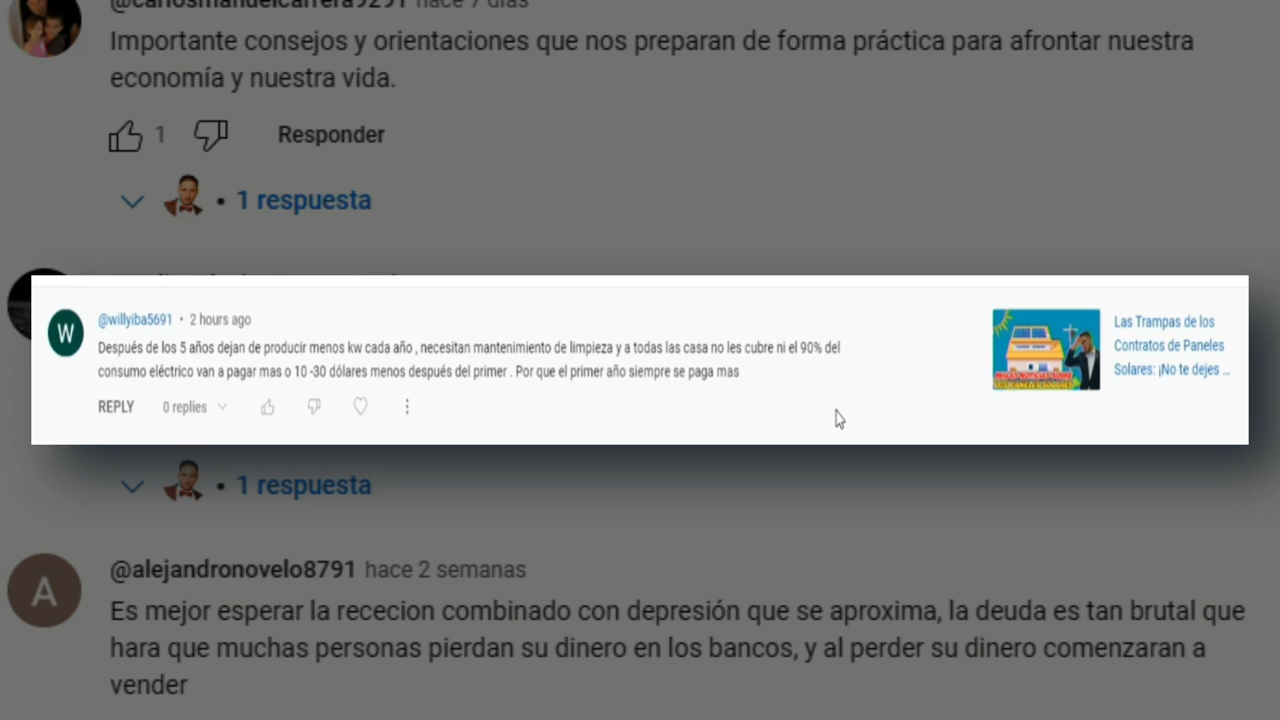 @carlosmanuelcarrera9291 hace 7 días
Importante consejos y orientaciones que nos preparan de forma práctica para afrontar nuestra
economía y nuestra vida.
1
Responder
• 1 respuesta
W
@willyiba5691 • 2 hours ago
Después de los 5 años dejan de producir menos kw cada año , necesitan mantenimiento de limpieza y a todas las casa no les cubre ni el 90% del
consumo eléctrico van a pagar mas o 10 -30 dólares menos después del primer . Por que el primer año siempre se paga mas
REPLY 0 replies
Las Trampas de los
Contratos de Paneles
Solares: ¡No te dejes ...
• 1 respuesta
A
@alejandronovelo8791 hace 2 semanas
Es mejor esperar la rececion combinado con depresión que se aproxima, la deuda es tan brutal que
hara que muchas personas pierdan su dinero en los bancos, y al perder su dinero comenzaran a
vender